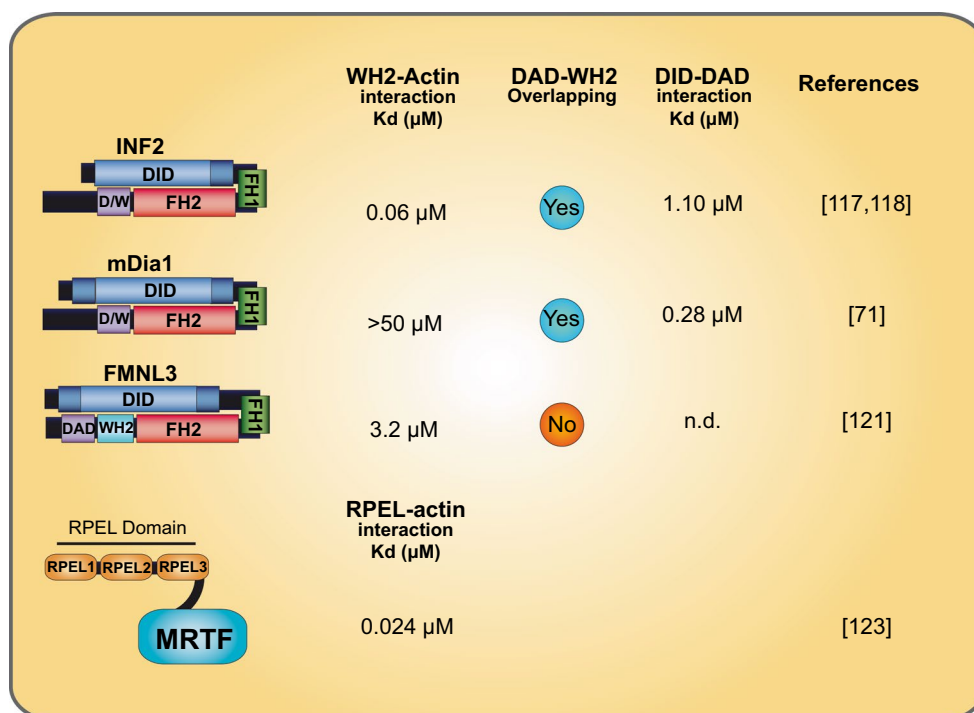 WH2-Actin
interaction
Kd (µM)
DAD-WH2
Overlapping
DID-DAD
interaction
Kd (µM)
References
INF2
DID
FH1
D/W
FH2
0.06 µM
Yes
1.10 µM
[117,118]
mDia1
DID
FH1
D/W
FH2
>50 µM
Yes
0.28 µM
[71]
FMNL3
DID
FH1
DAD
WH2
FH2
3.2 µM
No
n.d.
[121]
RPEL-actin
interaction
Kd (µM)
RPEL Domain
RPEL1
RPEL2
RPEL3
MRTF
0.024 µM
[123]